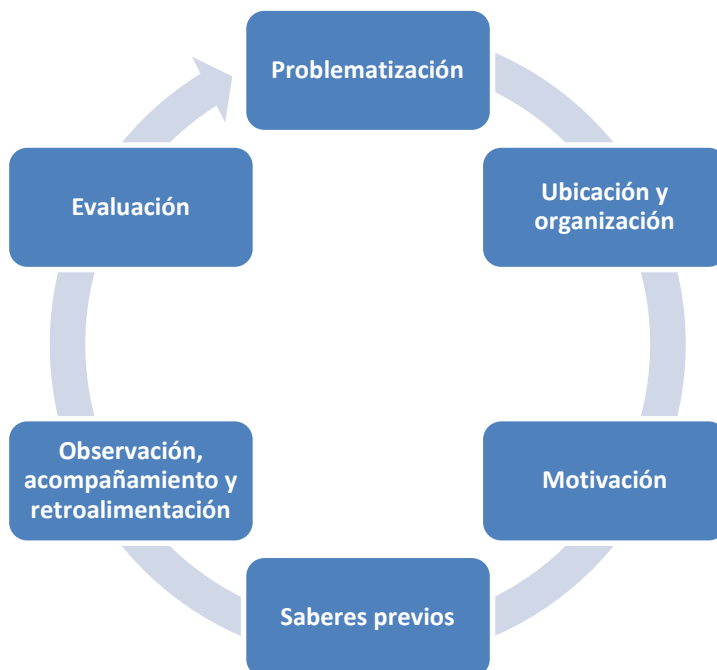 Problematización
Ubicación y
organización
Motivación
Saberes previos
Observación,
acompañamiento y
retroalimentación
Evaluación